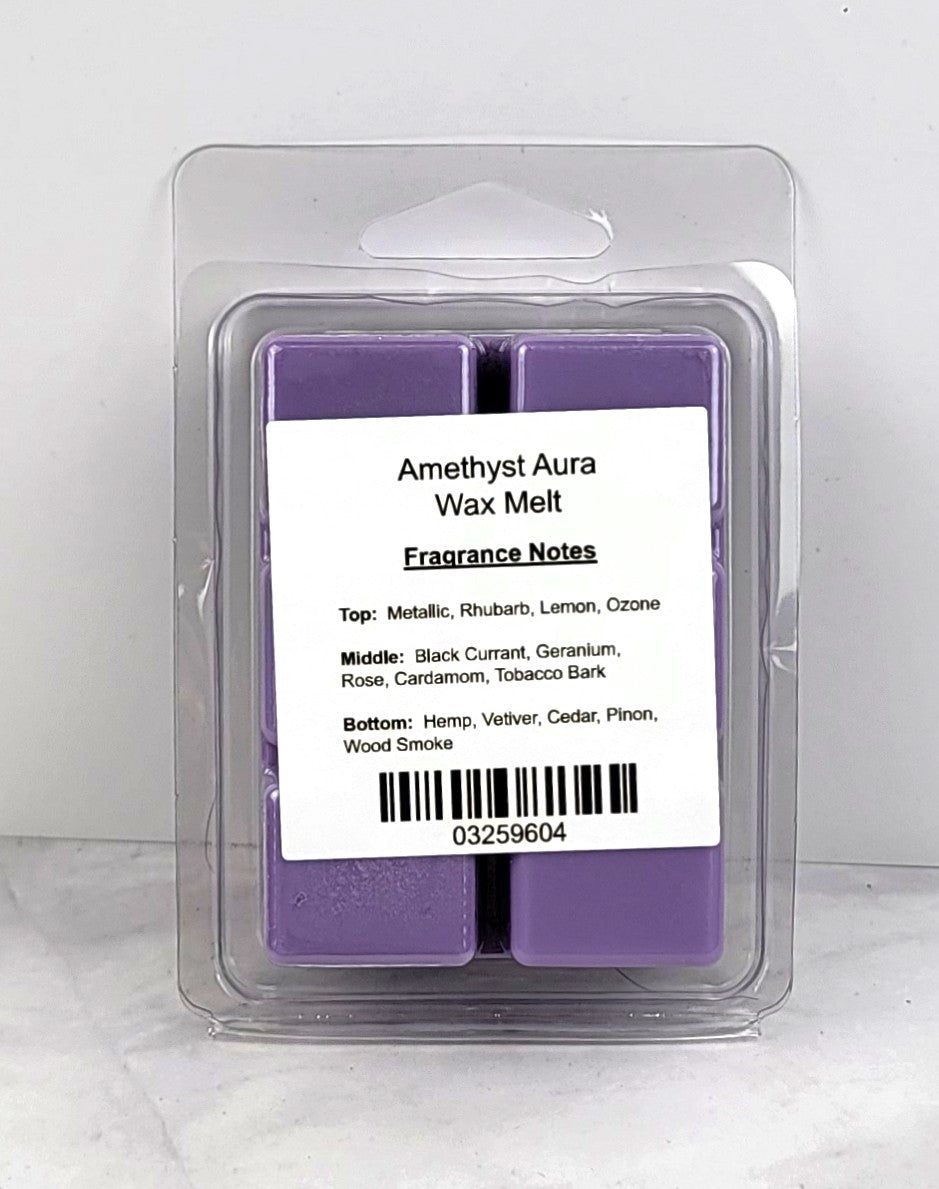 Amethyst Aura
Wax Melt
Fragrance Notes
Top: Metallic, Rhubarb, Lemon, Ozone
Middle: Black Currant, Geranium,
Rose, Cardamom, Tobacco Bark
Bottom: Hemp, Vetiver, Cedar, Pinon,
Wood Smoke
03259604